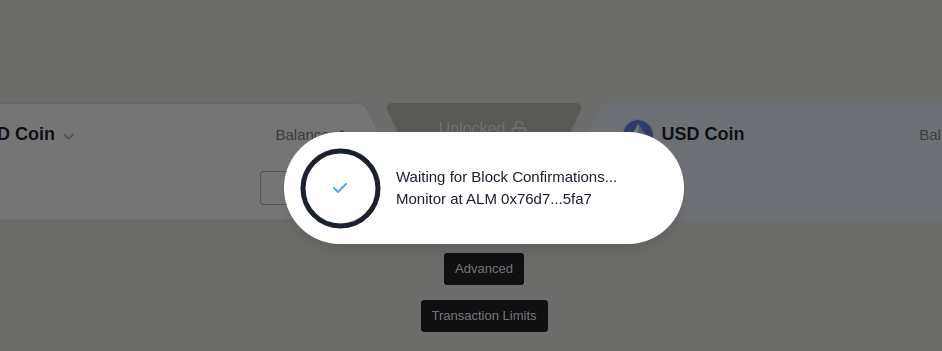 D Coin
Balance
Unlocked
USD Coin
Bal
Waiting for Block Confirmations...
Monitor at ALM 0x76d7...5fa7
Advanced
Transaction Limits